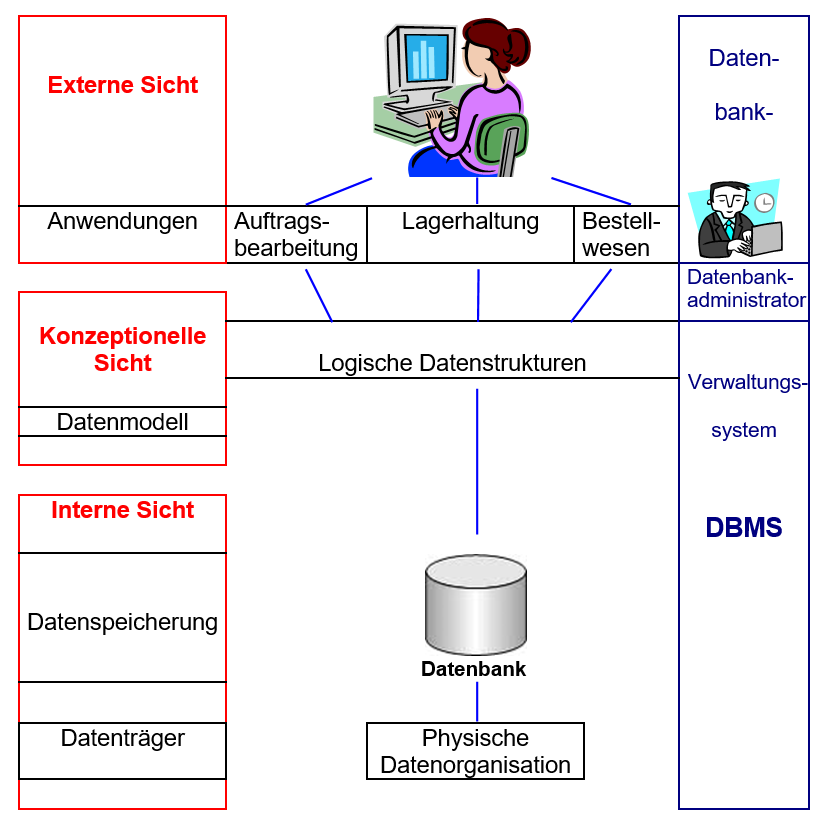 Externe Sicht
Daten-
bank-
Anwendungen
Auftrags-
bearbeitung
Lagerhaltung
Bestell-
wesen
Datenbank-
administrator
Konzeptionelle
Sicht
Logische Datenstrukturen
Verwaltungs-
Datenmodell
system
Interne Sicht
DBMS
Datenspeicherung
Datenbank
Datenträger
Physische
Datenorganisation